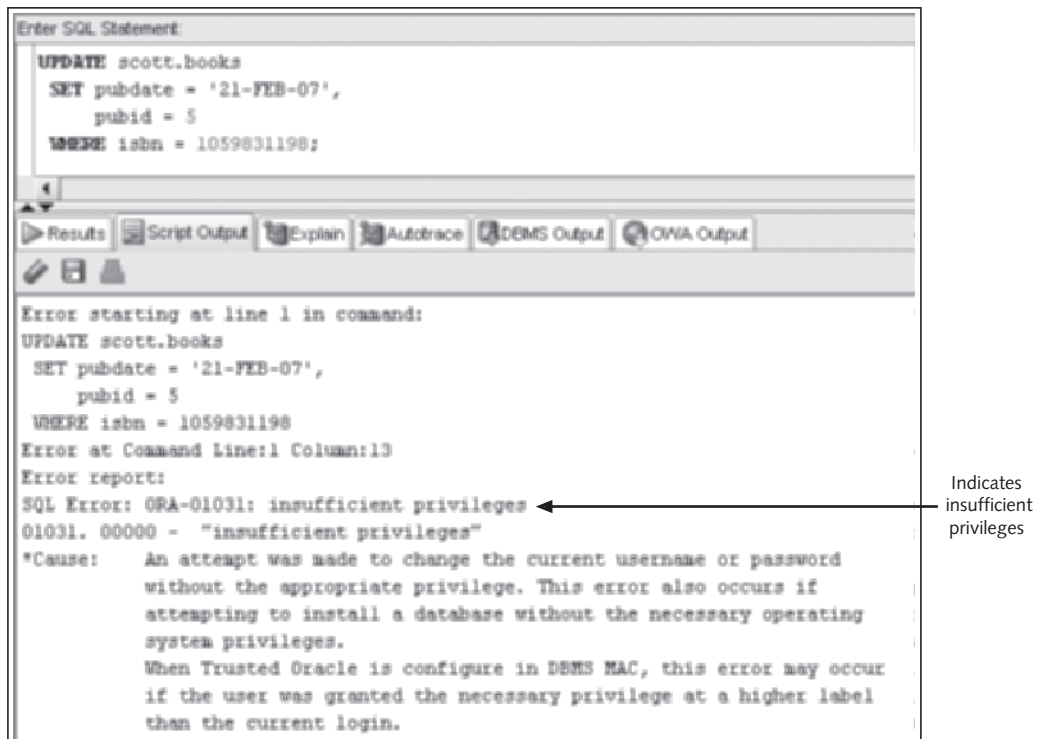 Enter SQL Statement:
UPDATE scott.books
SET pubdate = '21-FEB-07',
pubid = 5
WHERE isbn = 1059831198;
Results Script Output Explain Autotrace DBMS Output OWA Output
Error starting at line 1 in command:
UPDATE scott.books
SET pubdate = '21-FEB-07',
pubid = 5
WHERE isbn = 1059831198
Error at Command Line:1 Column:13
Error report:
SQL Error: ORA-01031: insufficient privileges
01031. 00000 - "insufficient privileges"
*Cause: An attempt was made to change the current username or password
without the appropriate privilege. This error also occurs if
attempting to install a database without the necessary operating
system privileges.
When Trusted Oracle is configure in DBMS MAC, this error may occur
if the user was granted the necessary privilege at a higher label
than the current login.
Indicates
insufficient
privileges